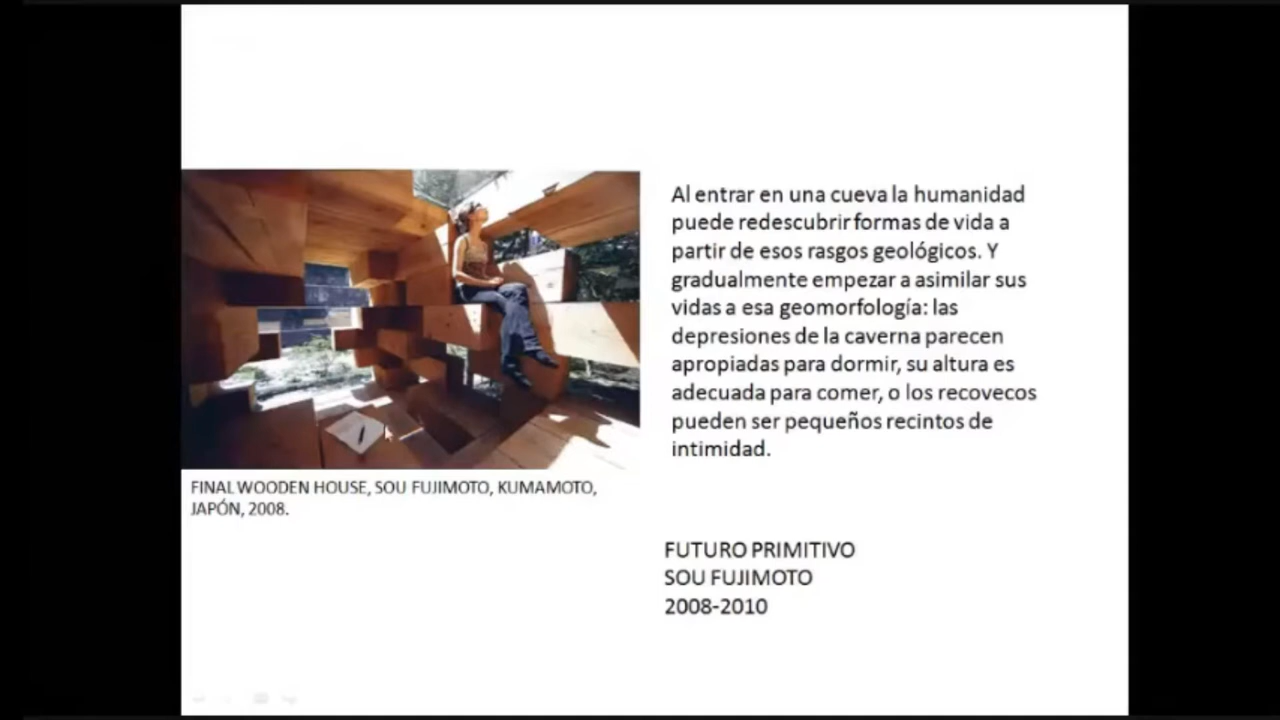 Al entrar en una cueva la humanidad
puede redescubrir formas de vida a
partir de esos rasgos geológicos. Y
gradualmente empezar a asimilar sus
vidas a esa geomorfología: las
depresiones de la caverna parecen
apropiadas para dormir, su altura es
adecuada para comer, o los recovecos
pueden ser pequeños recintos de
intimidad.
FINAL WOODEN HOUSE, SOU FUJIMOTO, KUMAMOTO,
JAPÓN, 2008.
FUTURO PRIMITIVO
SOU FUJIMOTO
2008-2010